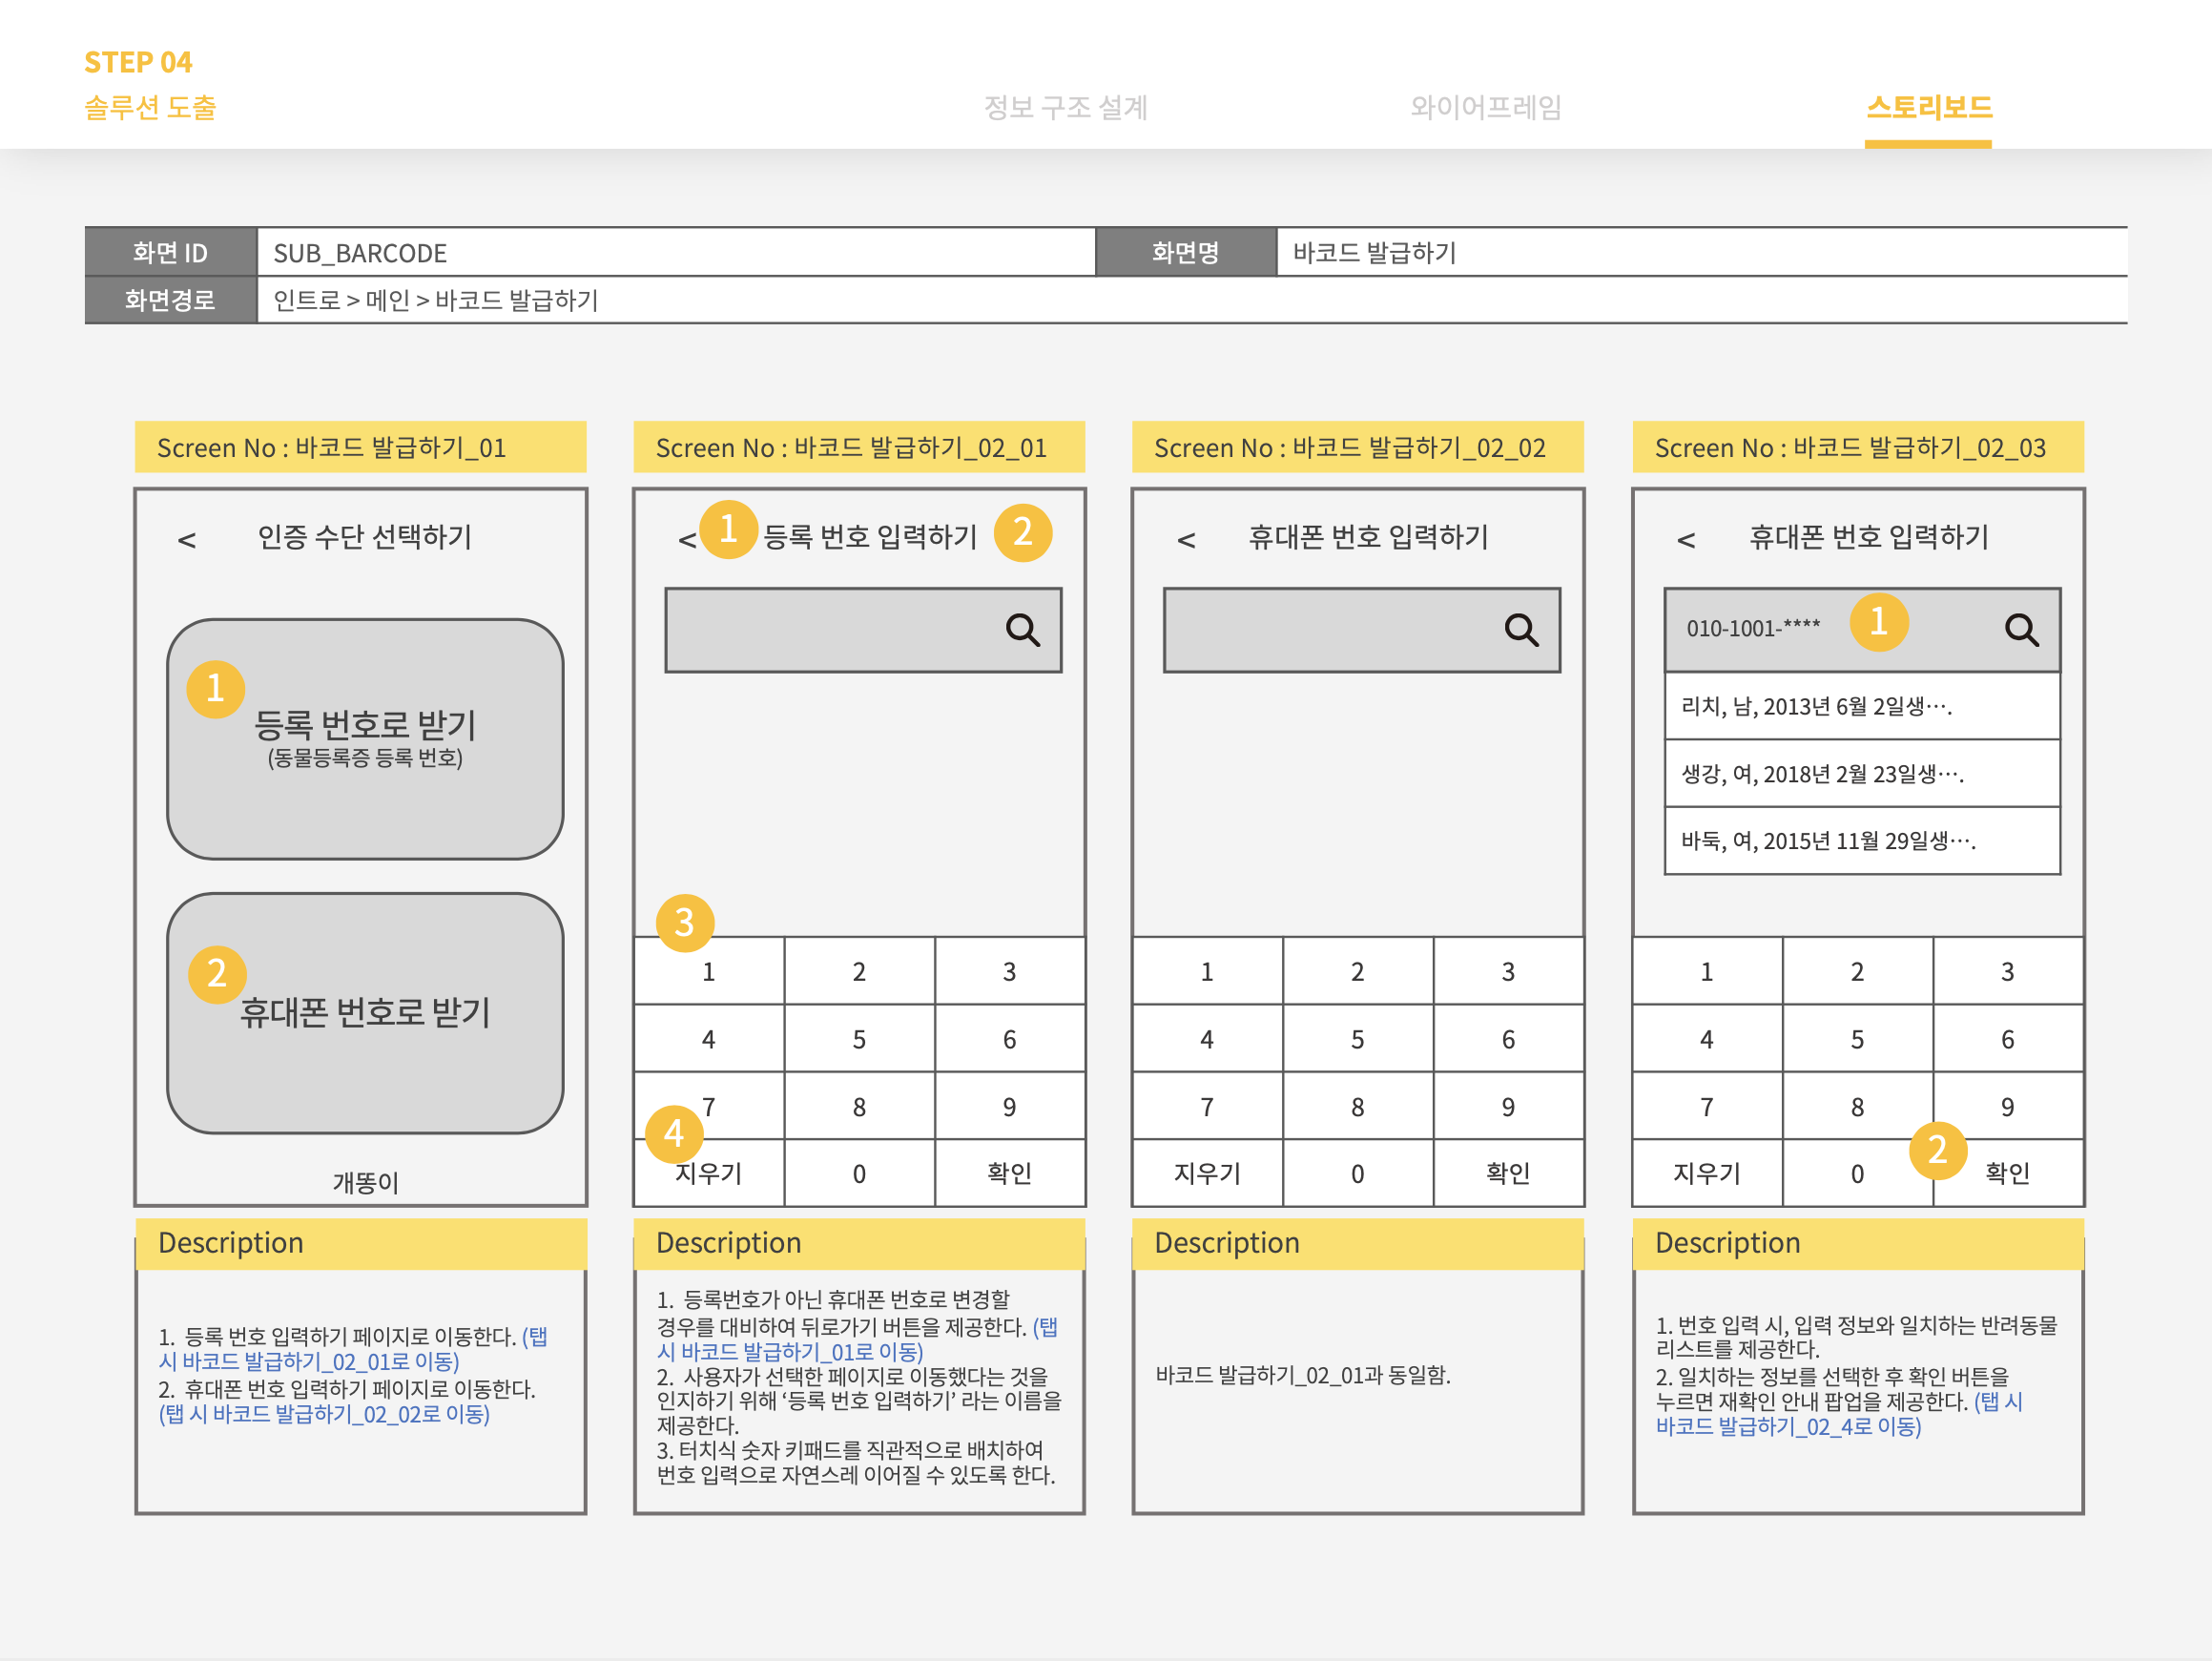 STEP 04
솔루션 도출
정보 구조 설계
와이어프레임
스토리보드
화면 ID
SUB_BARCODE
화면명
바코드 발급하기
화면경로
인트로 > 메인 > 바코드 발급하기
Screen No : 바코드 발급하기_01
<
인증 수단 선택하기
1
등록 번호로 받기
(동물등록증 등록 번호)
2
휴대폰 번호로 받기
개똥이
Description
1. 등록 번호 입력하기 페이지로 이동한다. (탭
시 바코드 발급하기_02_01로 이동)
2. 휴대폰 번호 입력하기 페이지로 이동한다.
(탭 시 바코드 발급하기_02_02로 이동)
Screen No : 바코드 발급하기_02_01
<
1
등록 번호 입력하기
2
3
1 2 3
4 5 6
7 8 9
4
지우기 0 확인
Description
1. 등록번호가 아닌 휴대폰 번호로 변경할
경우를 대비하여 뒤로가기 버튼을 제공한다. (탭
시 바코드 발급하기_01로 이동)
2. 사용자가 선택한 페이지로 이동했다는 것을
인지하기 위해 ‘등록 번호 입력하기’ 라는 이름을
제공한다.
3. 터치식 숫자 키패드를 직관적으로 배치하여
번호 입력으로 자연스레 이어질 수 있도록 한다.
Screen No : 바코드 발급하기_02_02
<
휴대폰 번호 입력하기
1 2 3
4 5 6
7 8 9
지우기 0 확인
Description
바코드 발급하기_02_01과 동일함.
Screen No : 바코드 발급하기_02_03
<
휴대폰 번호 입력하기
010-1001-****
1
리치, 남, 2013년 6월 2일생….
생강, 여, 2018년 2월 23일생….
바둑, 여, 2015년 11월 29일생….
1 2 3
4 5 6
7 8 9
2
지우기 0 확인
Description
1. 번호 입력 시, 입력 정보와 일치하는 반려동물
리스트를 제공한다.
2. 일치하는 정보를 선택한 후 확인 버튼을
누르면 재확인 안내 팝업을 제공한다. (탭 시
바코드 발급하기_02_4로 이동)